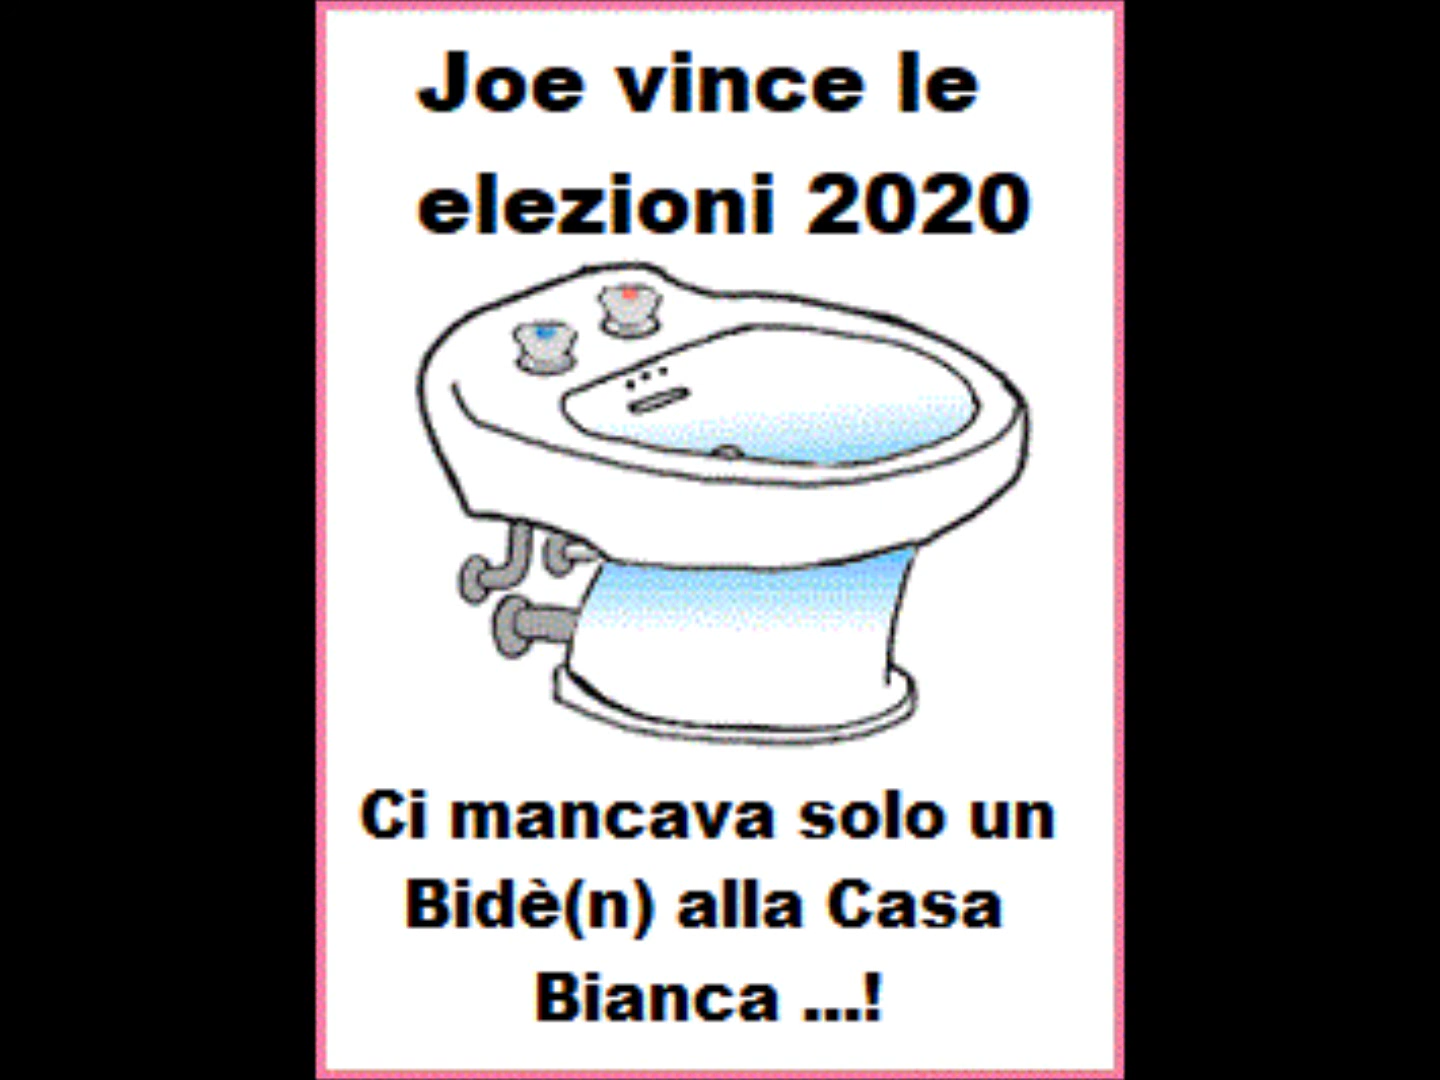 Joe vince le
elezioni 2020
Ci mancava solo un
Bidè(n) alla Casa
Bianca ...!